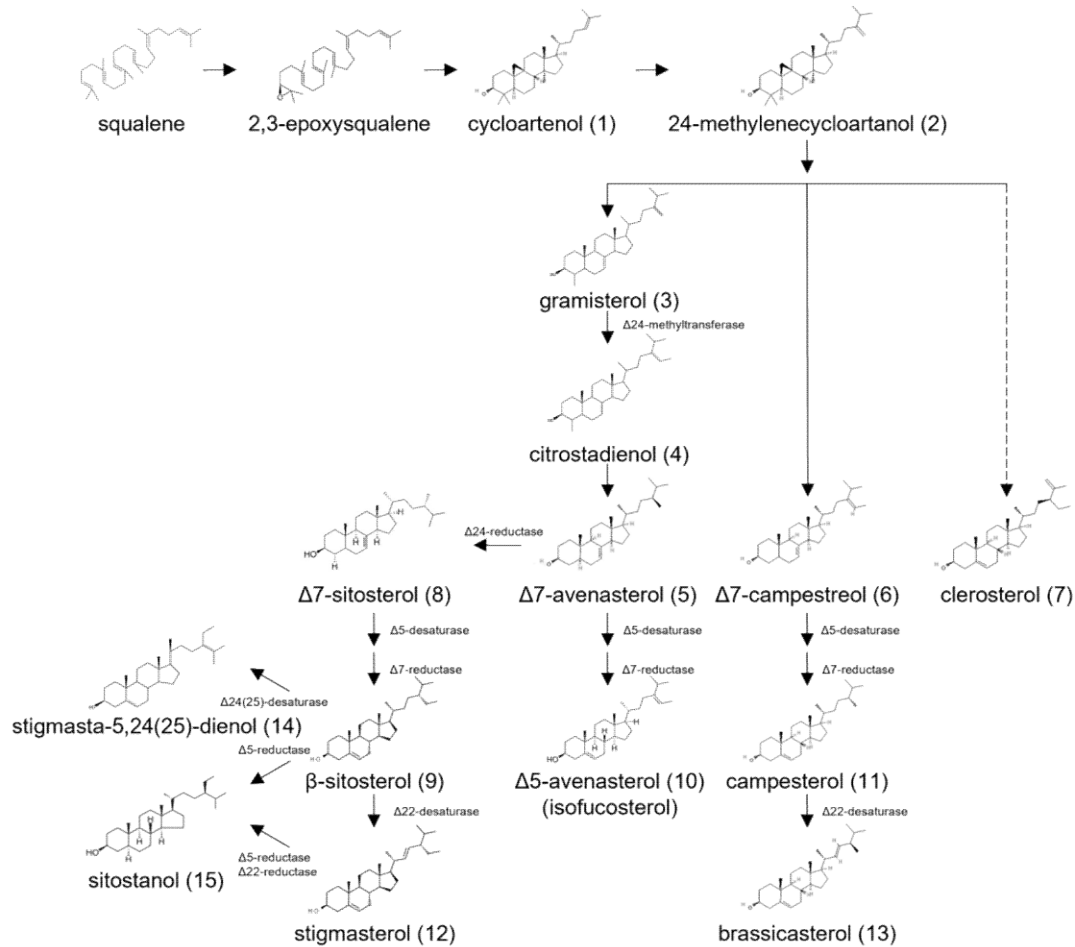 squalene
2,3-epoxysqualene
cycloartenol (1)
24-methylenecycloartanol (2)
gramisterol (3)
Δ24-methyltransferase
citrostadienol (4)
Δ24-reductase
Δ7-sitosterol (8)
Δ7-avenasterol (5)
Δ7-campestreol (6)
clerosterol (7)
Δ5-desaturase
Δ5-desaturase
Δ5-desaturase
Δ7-reductase
Δ7-reductase
Δ7-reductase
Δ24(25)-desaturase
stigmasta-5,24(25)-dienol (14)
Δ5-reductase
β-sitosterol (9)
Δ5-avenasterol (10)
(isofucosterol)
campesterol (11)
Δ22-desaturase
Δ22-desaturase
Δ5-reductase
Δ22-reductase
sitostanol (15)
stigmasterol (12)
brassicasterol (13)